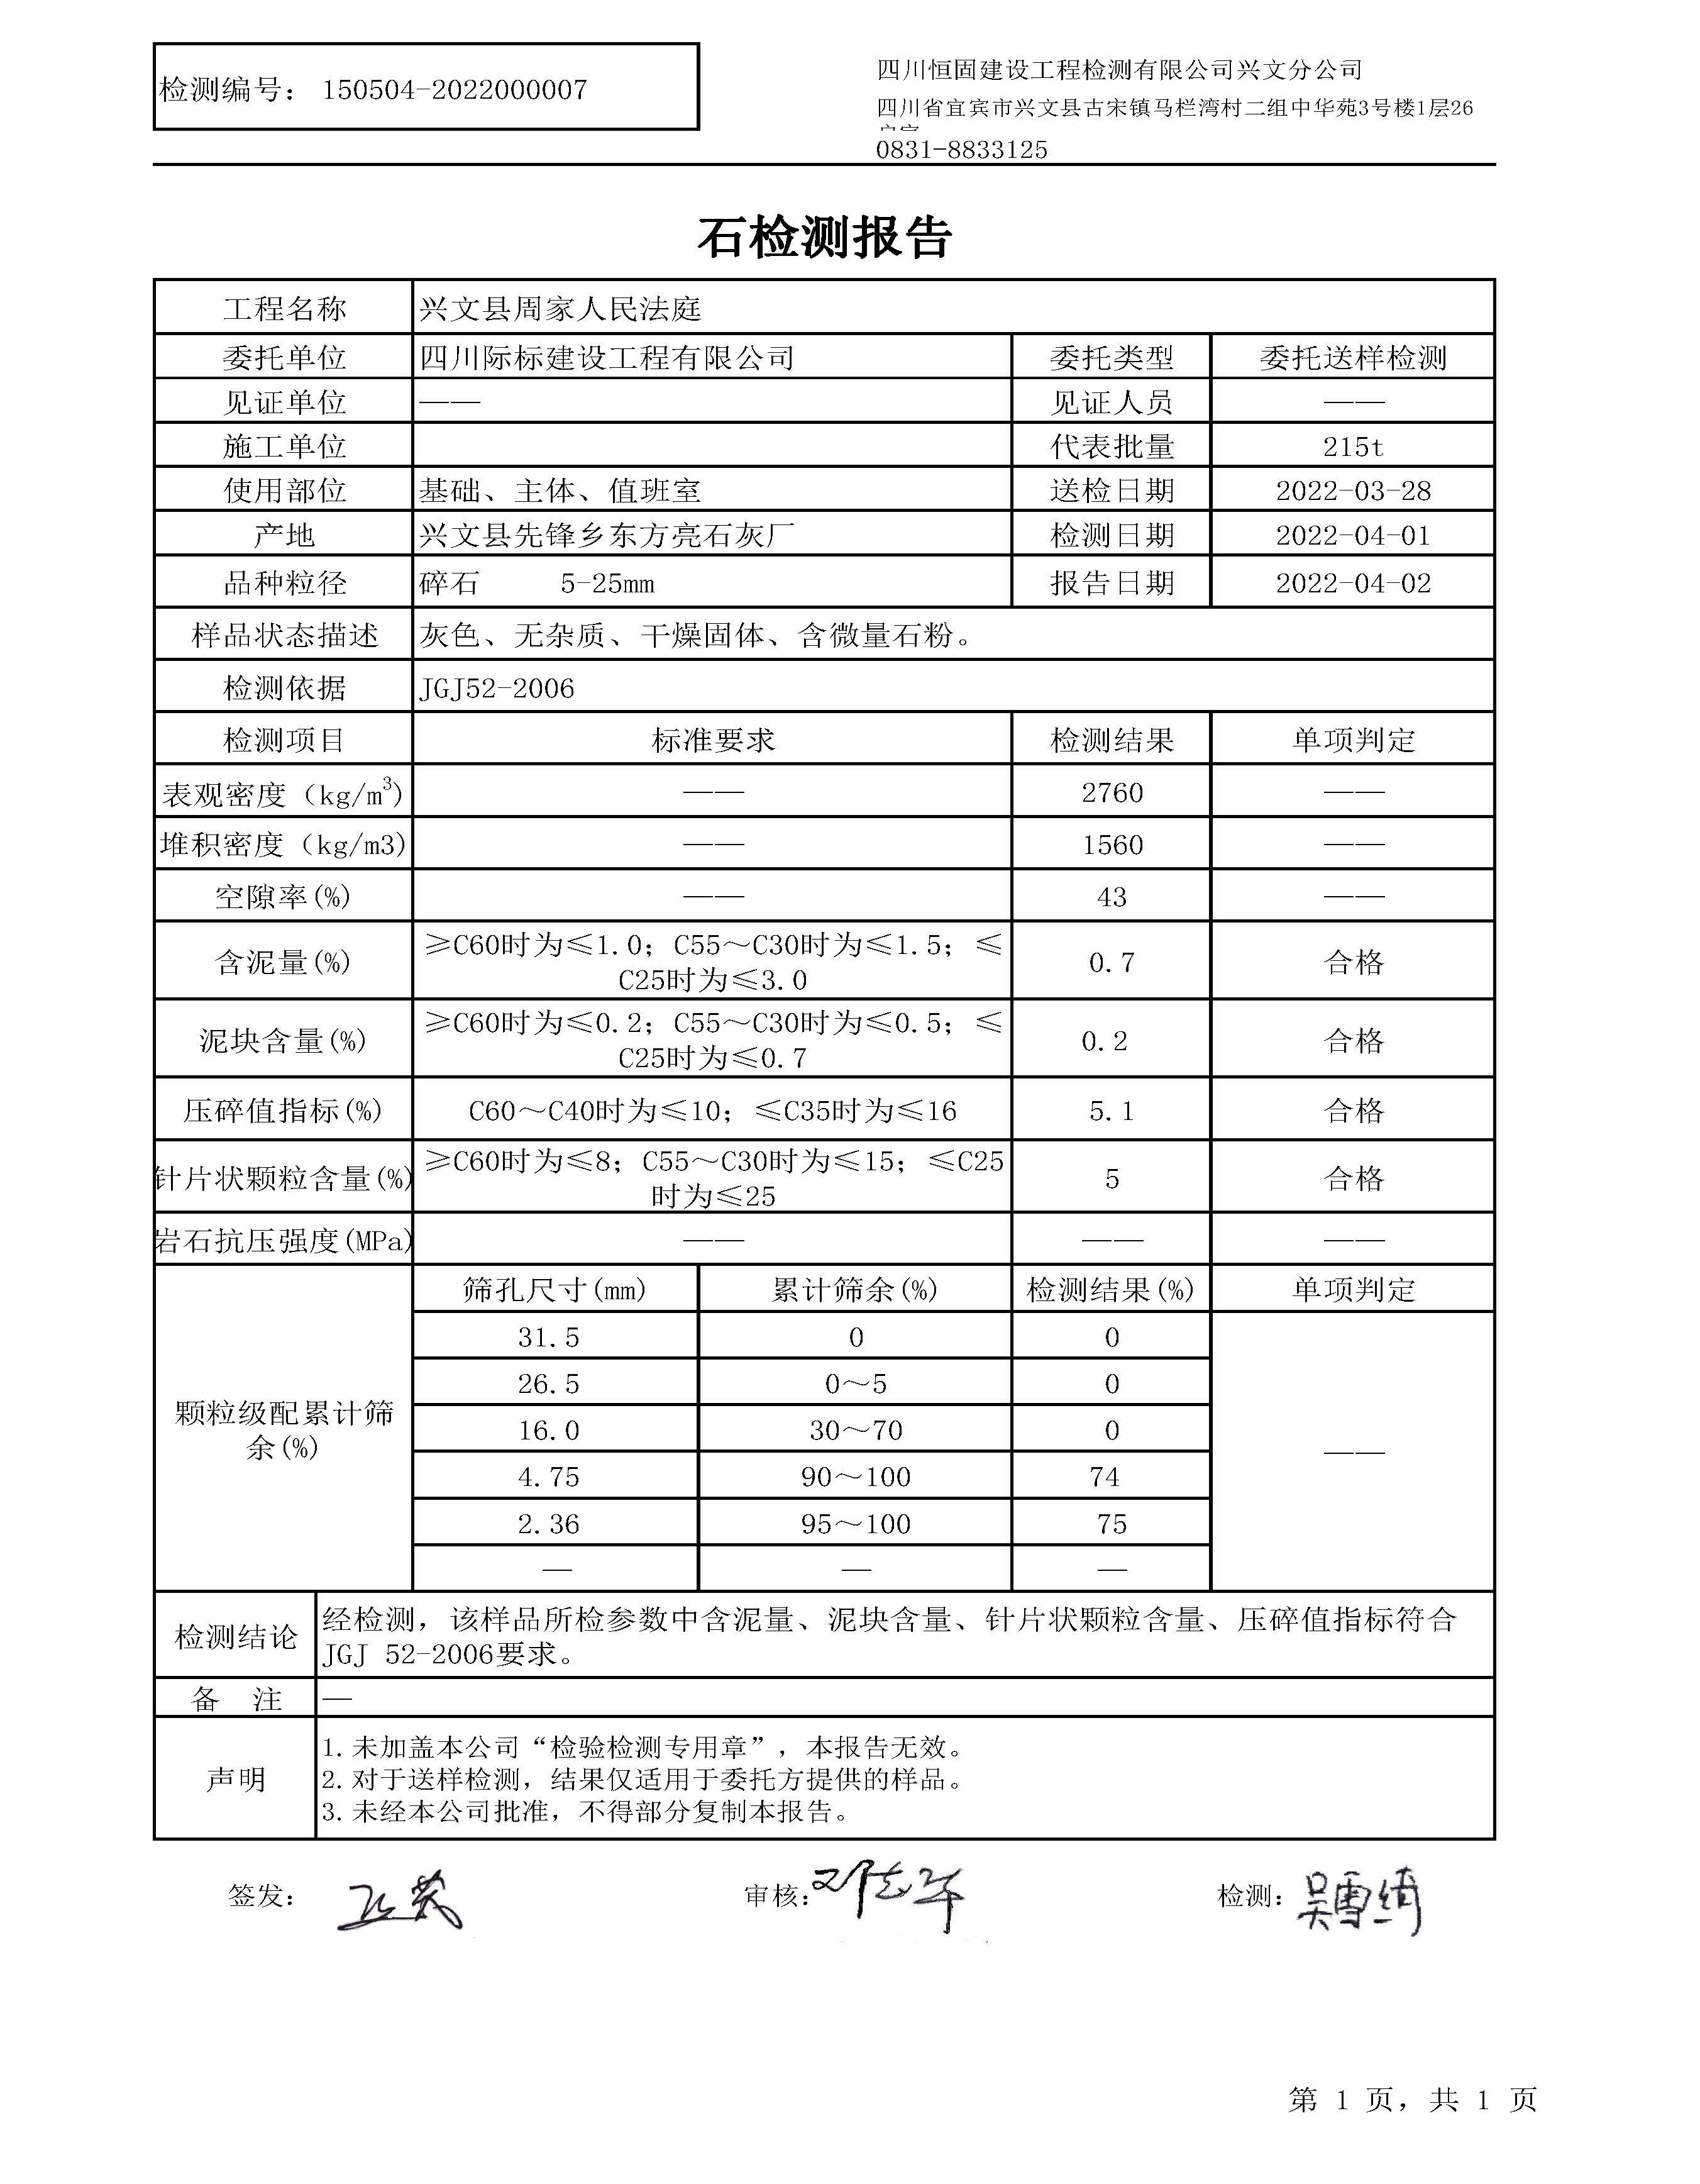 检测编号： 150504-2022000007
四川恒固建设工程检测有限公司兴文分公司
四川省宜宾市兴文县古宋镇马栏湾村二组中华苑3号楼1层26
0831-8833125
石检测报告
工程名称 兴文县周家人民法庭
委托单位 四川际标建设工程有限公司 委托类型 委托送样检测
见证单位 —— 见证人员 ——
施工单位 代表批量 215t
使用部位 基础、主体、值班室 送检日期 2022-03-28
产地 兴文县先锋乡东方亮石灰厂 检测日期 2022-04-01
品种粒径 碎石 5-25mm 报告日期 2022-04-02
样品状态描述 灰色、无杂质、干燥固体、含微量石粉。
检测依据 JGJ52-2006
检测项目 标准要求 检测结果 单项判定
表观密度（kg/m³） —— 2760 ——
堆积密度（kg/m3） —— 1560 ——
空隙率(%) —— 43 ——
含泥量(%) ≥C60时为≤1.0；C55～C30时为≤1.5；≤
C25时为≤3.0 0.7 合格
泥块含量(%) ≥C60时为≤0.2；C55～C30时为≤0.5；≤
C25时为≤0.7 0.2 合格
压碎值指标(%) C60～C40时为≤10；≤C35时为≤16 5.1 合格
针片状颗粒含量(%) ≥C60时为≤8；C55～C30时为≤15；≤C25
时为≤25 5 合格
岩石抗压强度(MPa) —— —— ——
颗粒级配累计筛
余(%)
筛孔尺寸(mm) 累计筛余(%) 检测结果(%) 单项判定
31.5 0 0
26.5 0～5 0
16.0 30～70 0
——
4.75 90～100 74
2.36 95～100 75
— — —
检测结论 经检测，该样品所检参数中含泥量、泥块含量、针片状颗粒含量、压碎值指标符合
JGJ 52-2006要求。
备 注 —
声明
1.未加盖本公司“检验检测专用章”，本报告无效。
2.对于送样检测，结果仅适用于委托方提供的样品。
3.未经本公司批准，不得部分复制本报告。
签发： 审核： 检测：吴雪绮
第 1 页，共 1 页